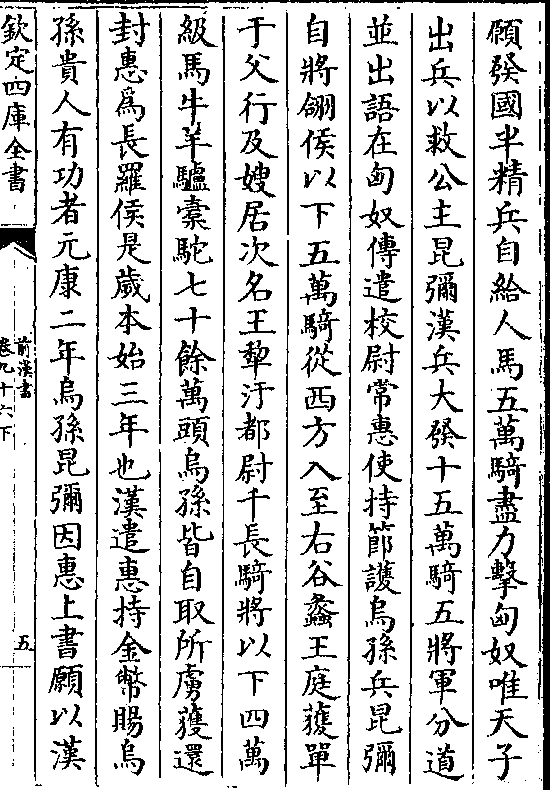 願發國半精兵自給人馬五萬騎盡力擊匈奴唯天子
出兵以救公主昆彌漢兵大發十五萬騎五將軍分道
並出語在匈奴傳遣校尉常惠使持節護烏孫兵昆彌
自將翎侯以下五萬騎從西方入至右谷蠡王庭獲單
于父行及嫂居次名王犂汙都尉千長騎將以下四萬
級馬牛羊驢橐駝七十餘萬頭烏孫皆自取所虜獲還
封惠爲長羅侯是歲本始三年也漢遣惠持金幣賜烏
孫貴人有功者元康二年烏孫昆彌因惠上書願以漢
欽定四庫全書
前漢書
卷九十六下
五